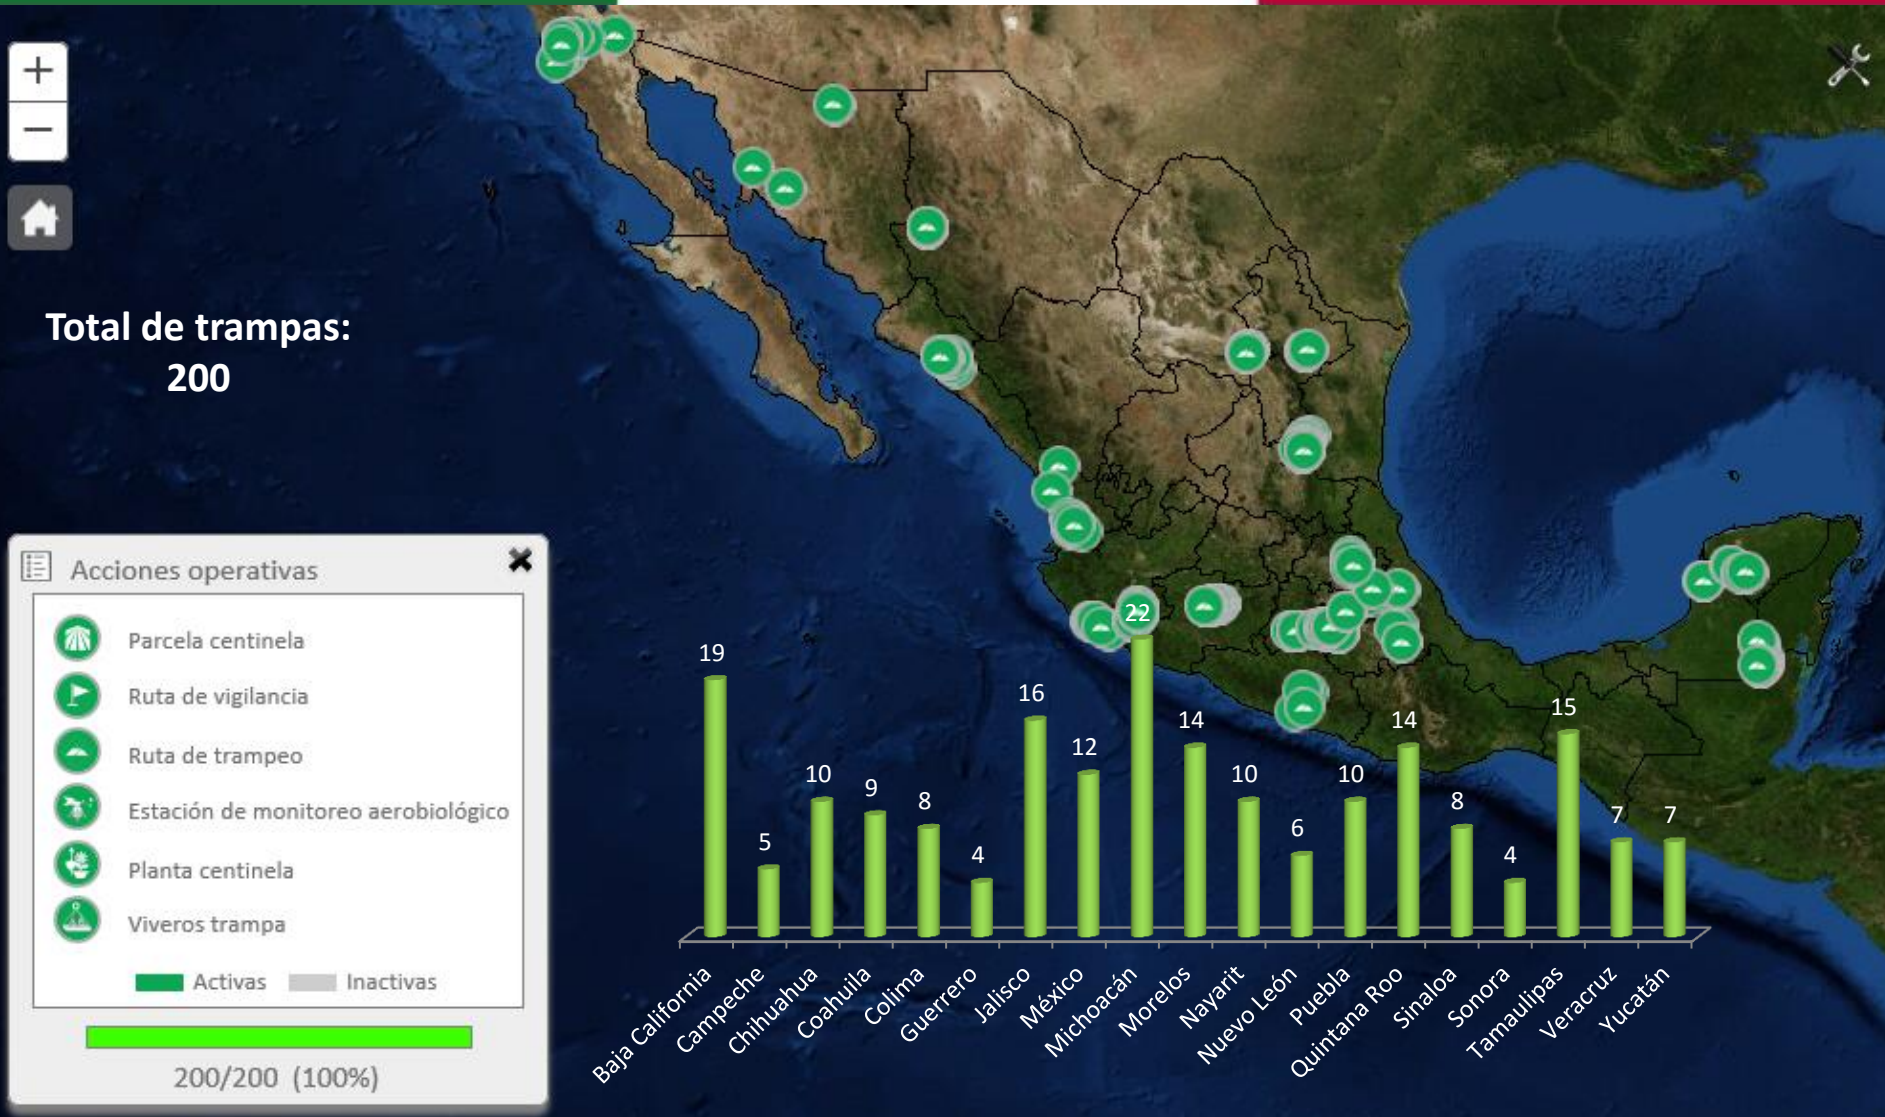 +
−
Total de trampas:
200
Acciones operativas
Parcela centinela
Ruta de vigilancia
Ruta de trampeo
Estación de monitoreo aerobiológico
Planta centinela
Viveros trampa
Activas
Inactivas
200/200 (100%)
19
5
10
9
8
4
16
12
22
14
10
6
10
14
8
4
15
7
7
Baja California
Campeche
Chihuahua
Coahuila
Colima
Guerrero
Jalisco
México
Michoacán
Morelos
Nayarit
Nuevo León
Puebla
Quintana Roo
Sinaloa
Sonora
Tamaulipas
Veracruz
Yucatán